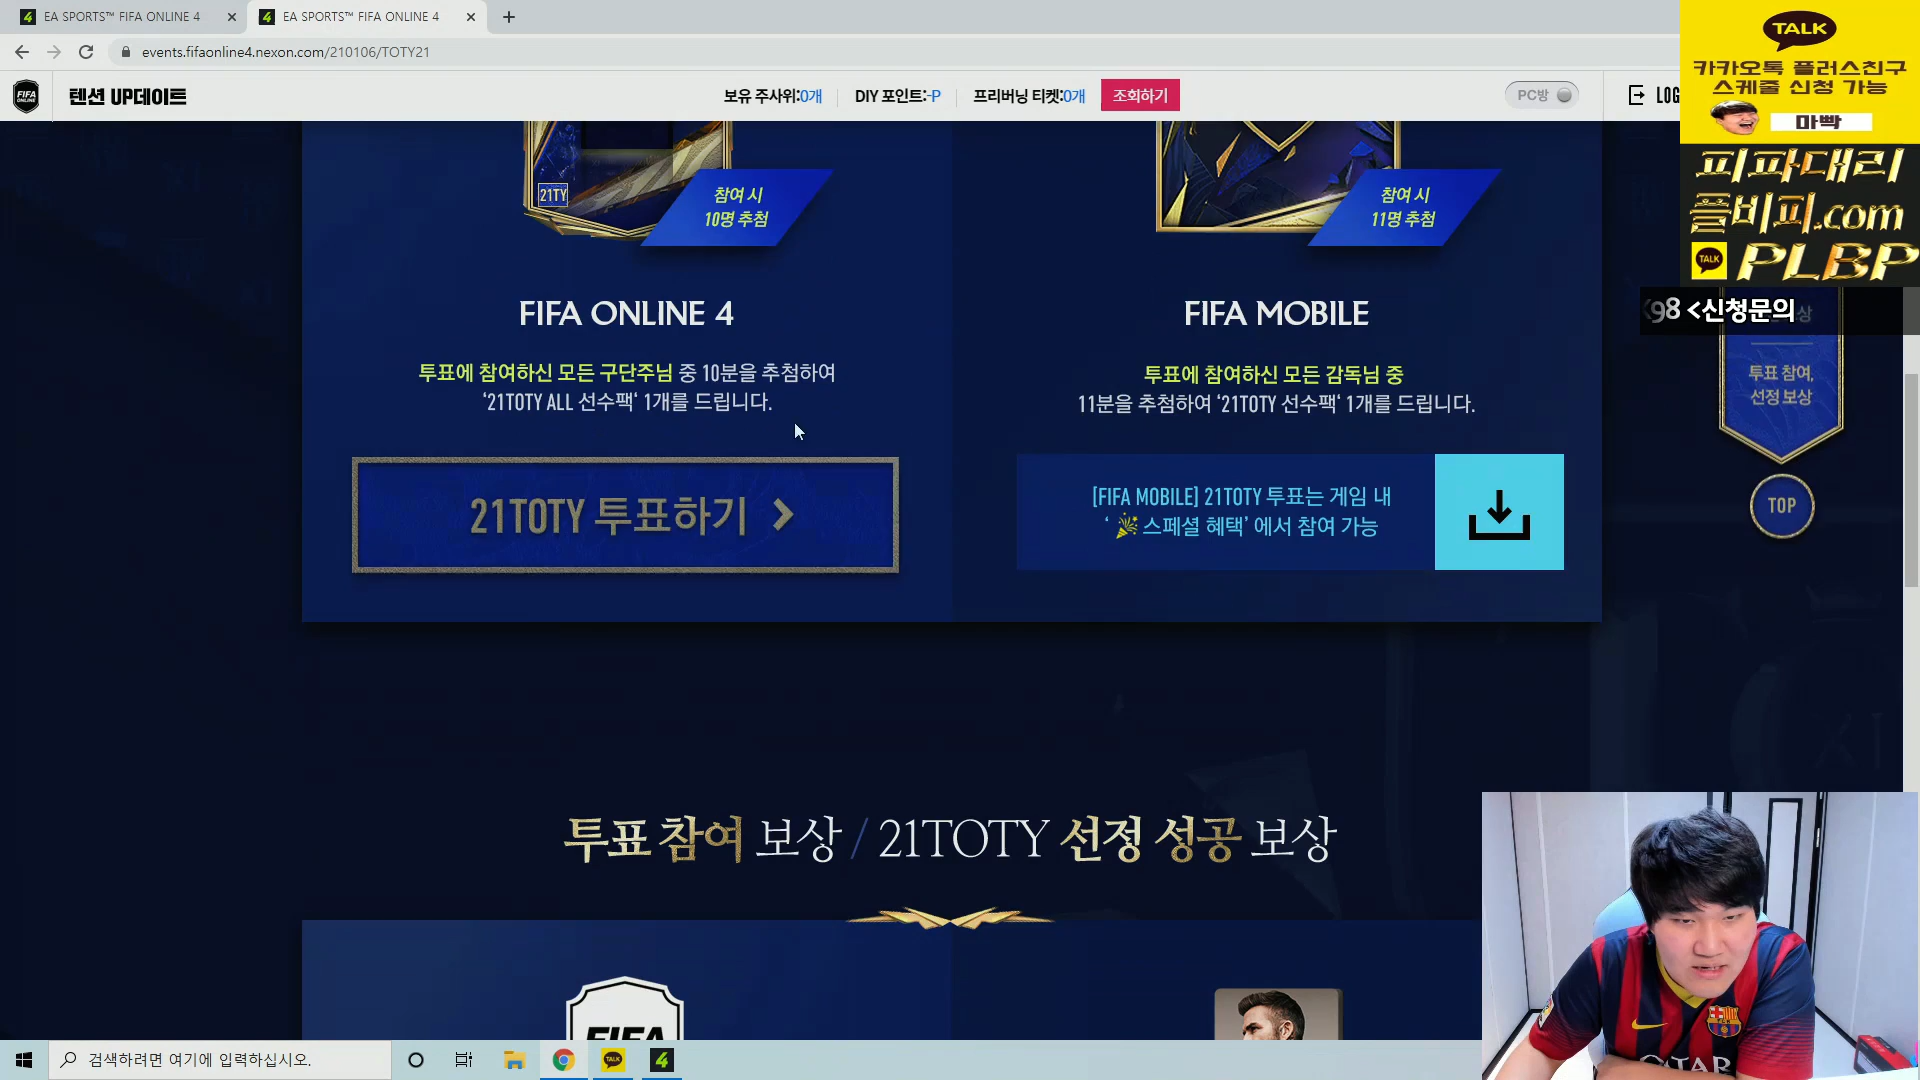 EA SPORTS™ FIFA ONLINE 4
EA SPORTS™ FIFA ONLINE 4
events.fifaonline4.nexon.com/210106/TOTY21
FIFA ONLINE
텐션 UP데이트
보유 주사위:0개
DIY 포인트:-P
프리버닝 티켓:0개
조회하기
PC방
LOG
TALK
카카오톡 플러스친구
스케줄 신청 가능
마빡
피파대리
플비피.com
TALK
PLBP
98 <신청문의
21TY
참여 시
10명 추첨
참여 시
11명 추첨
FIFA ONLINE 4
투표에 참여하신 모든 구단주님 중 10분을 추첨하여
‘21TOTY ALL 선수팩‘ 1개를 드립니다.
21TOTY 투표하기
FIFA MOBILE
투표에 참여하신 모든 감독님 중
11분을 추첨하여 ‘21TOTY 선수팩‘ 1개를 드립니다.
[FIFA MOBILE] 21TOTY 투표는 게임 내
‘ 🎉 스페셜 혜택’ 에서 참여 가능
투표 참여,
선정 보상
TOP
투표 참여 보상 / 21TOTY 선정 성공 보상
FIFA
검색하려면 여기에 입력하십시오.
TALK
4